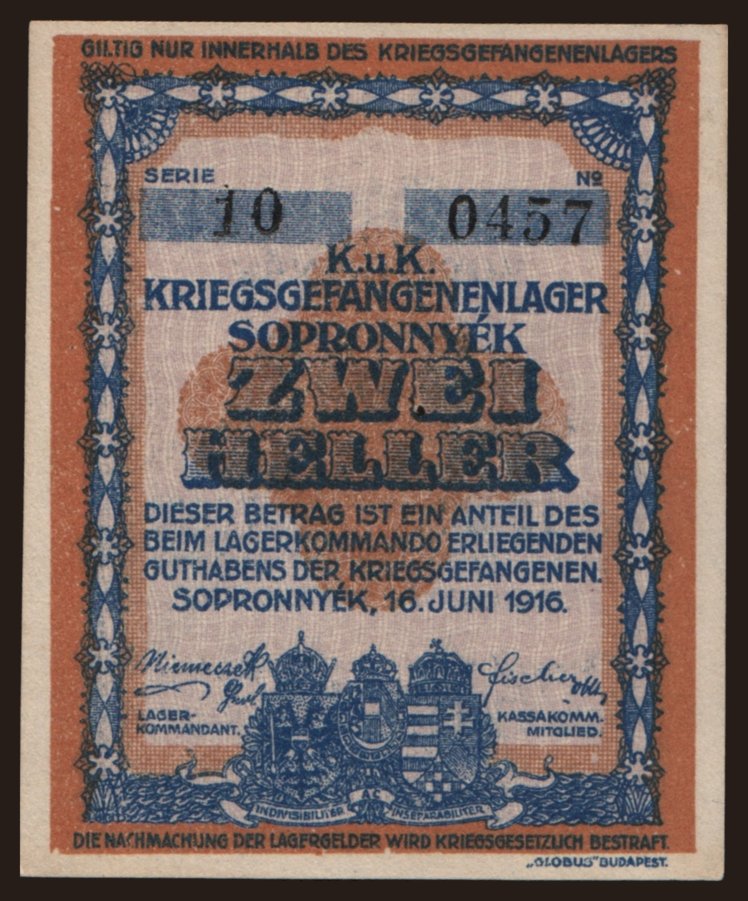 GILTIG NUR INNERHALB DES KRIEGSGEFANGENENLAGERS
SERIE No
10 0457
K.u.K.
KRIEGSGEFANGENENLAGER
SOPRONNYÉK
ZWEI
HELLER
DIESER BETRAG IST EIN ANTEIL DES
BEIM LAGERKOMMANDO ERLIEGENDEN
GUTHABENS DER KRIEGSGEFANGENEN.
SOPRONNYÉK, 16. JUNI 1916.
Fischer
LAGER-
KOMMANDANT.
KASSAKOMM.
MITGLIED.
INDIVISIBILITER AC INSEPARABILITER
DIE NACHMACHUNG DER LAGERGELDER WIRD KRIEGSGESETZLICH BESTRAFT.
„GLOBUS" BUDAPEST.